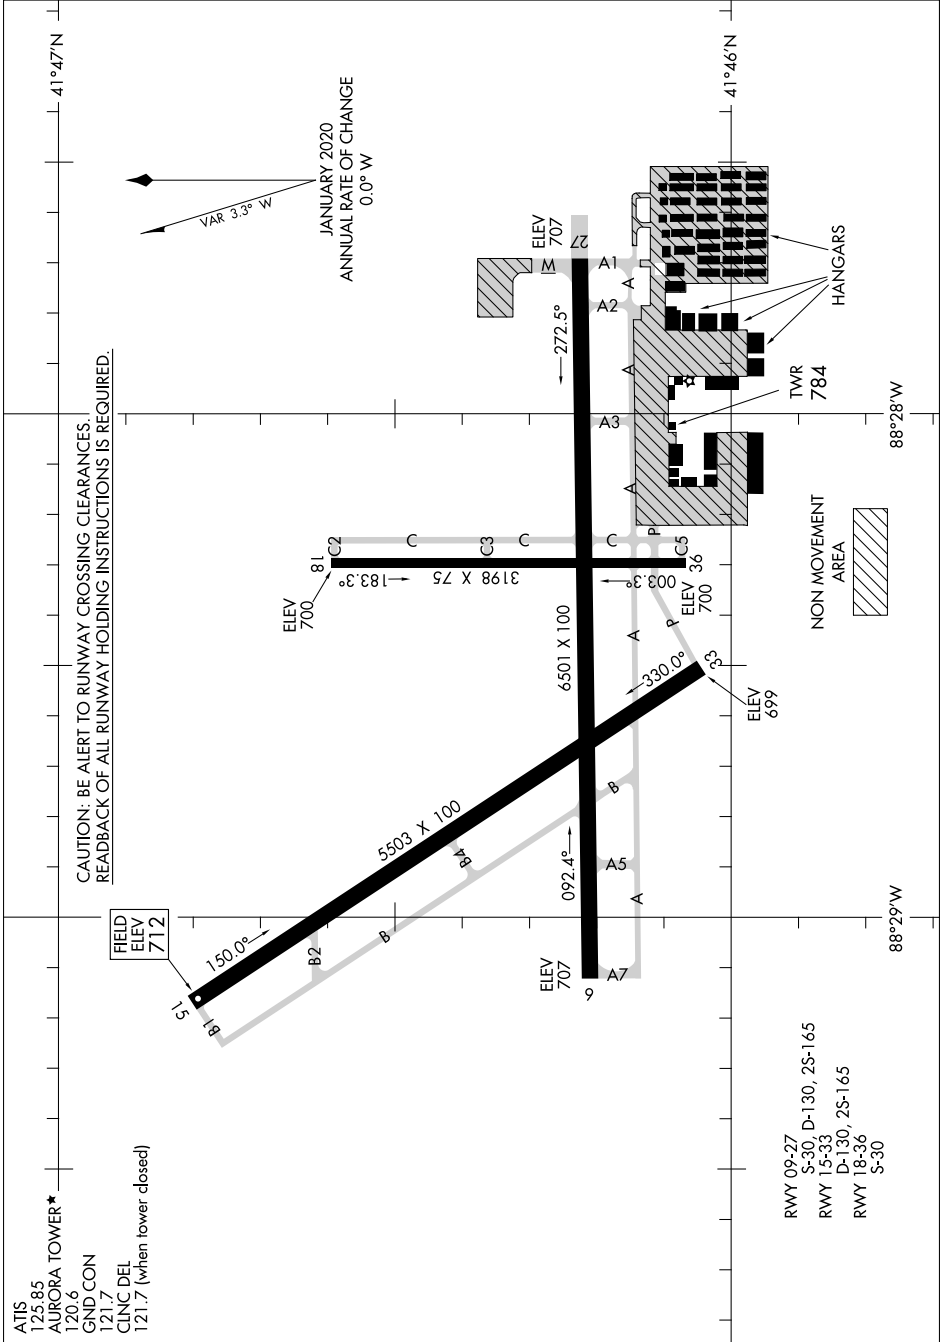 ATIS
125.85
AURORA TOWER★
120.6
GND CON
121.7
CLNC DEL
121.7 (when tower closed)
CAUTION: BE ALERT TO RUNWAY CROSSING CLEARANCES.
READBACK OF ALL RUNWAY HOLDING INSTRUCTIONS IS REQUIRED.
41°47'N
41°46'N
VAR 3.3° W
JANUARY 2020
ANNUAL RATE OF CHANGE
0.0° W
FIELD
ELEV
712
15
150.0°
B1
B2
B
B4
5503 X 100
B
ELEV
700
18
183.3°
3198 X 75
C2
C
C3
C
C
C5
003.3°
36
ELEV
700
ELEV
707
9
092.4°
6501 X 100
272.5°
27
ELEV
707
W
A1
A
A2
A
A3
A
A
A5
A
A7
P
P
330.0°
33
ELEV
699
TWR
784
HANGARS
88°28'W
88°29'W
NON MOVEMENT
AREA
RWY 09-27
S-30, D-130, 2S-165
RWY 15-33
D-130, 2S-165
RWY 18-36
S-30